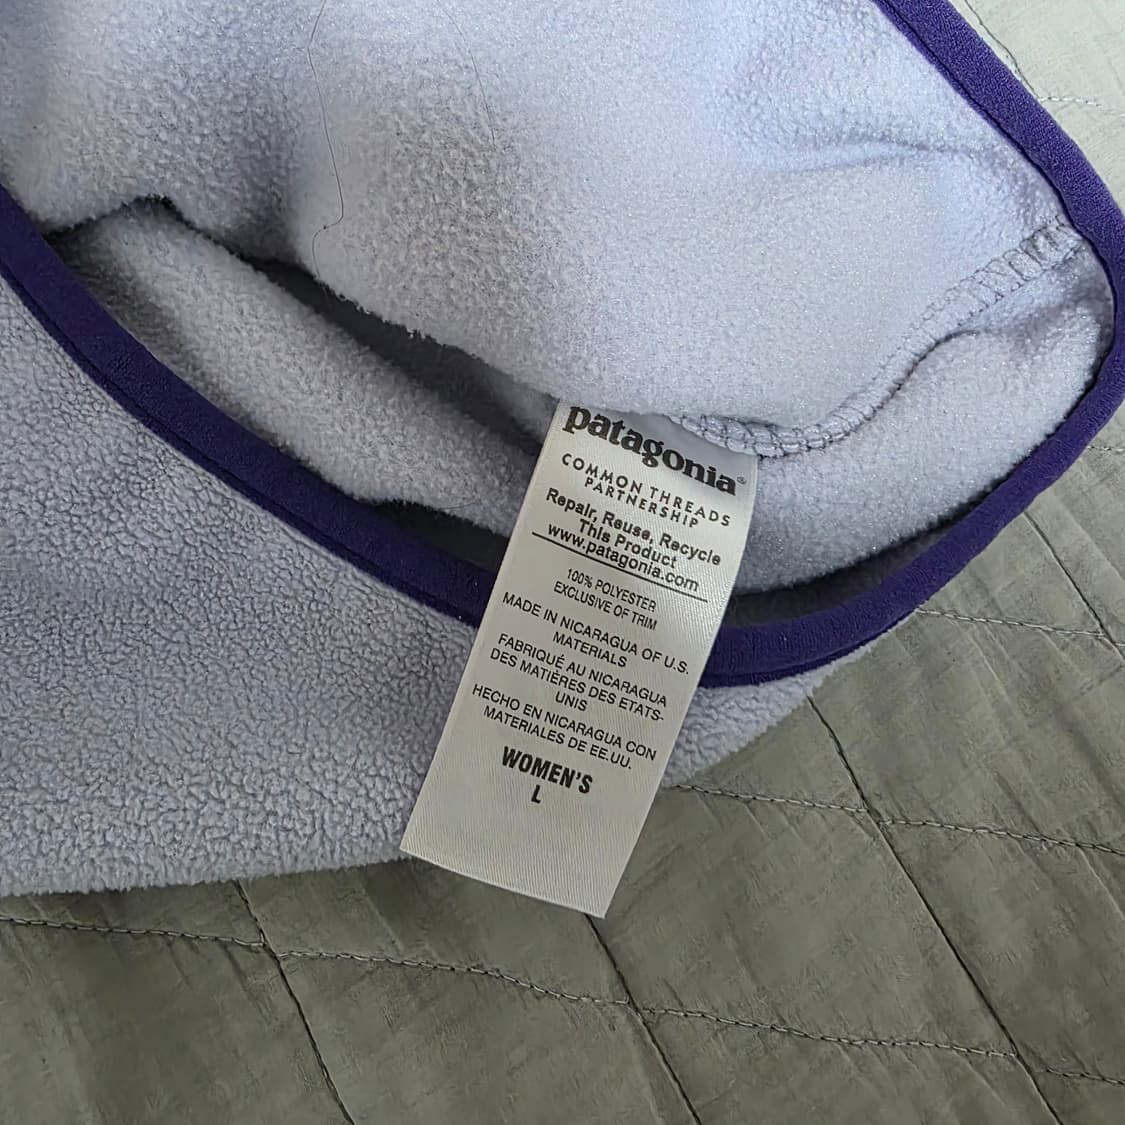 patagonia®
COMMON THREADS
PARTNERSHIP
Repair, Reuse, Recycle
This Product
www.patagonia.com
100% POLYESTER
EXCLUSIVE OF TRIM
MADE IN NICARAGUA OF U.S.
MATERIALS
FABRIQUÉ AU NICARAGUA
DES MATIÈRES DES ETATS-
UNIS
HECHO EN NICARAGUA CON
MATERIALES DE EE.UU.
WOMEN'S
L